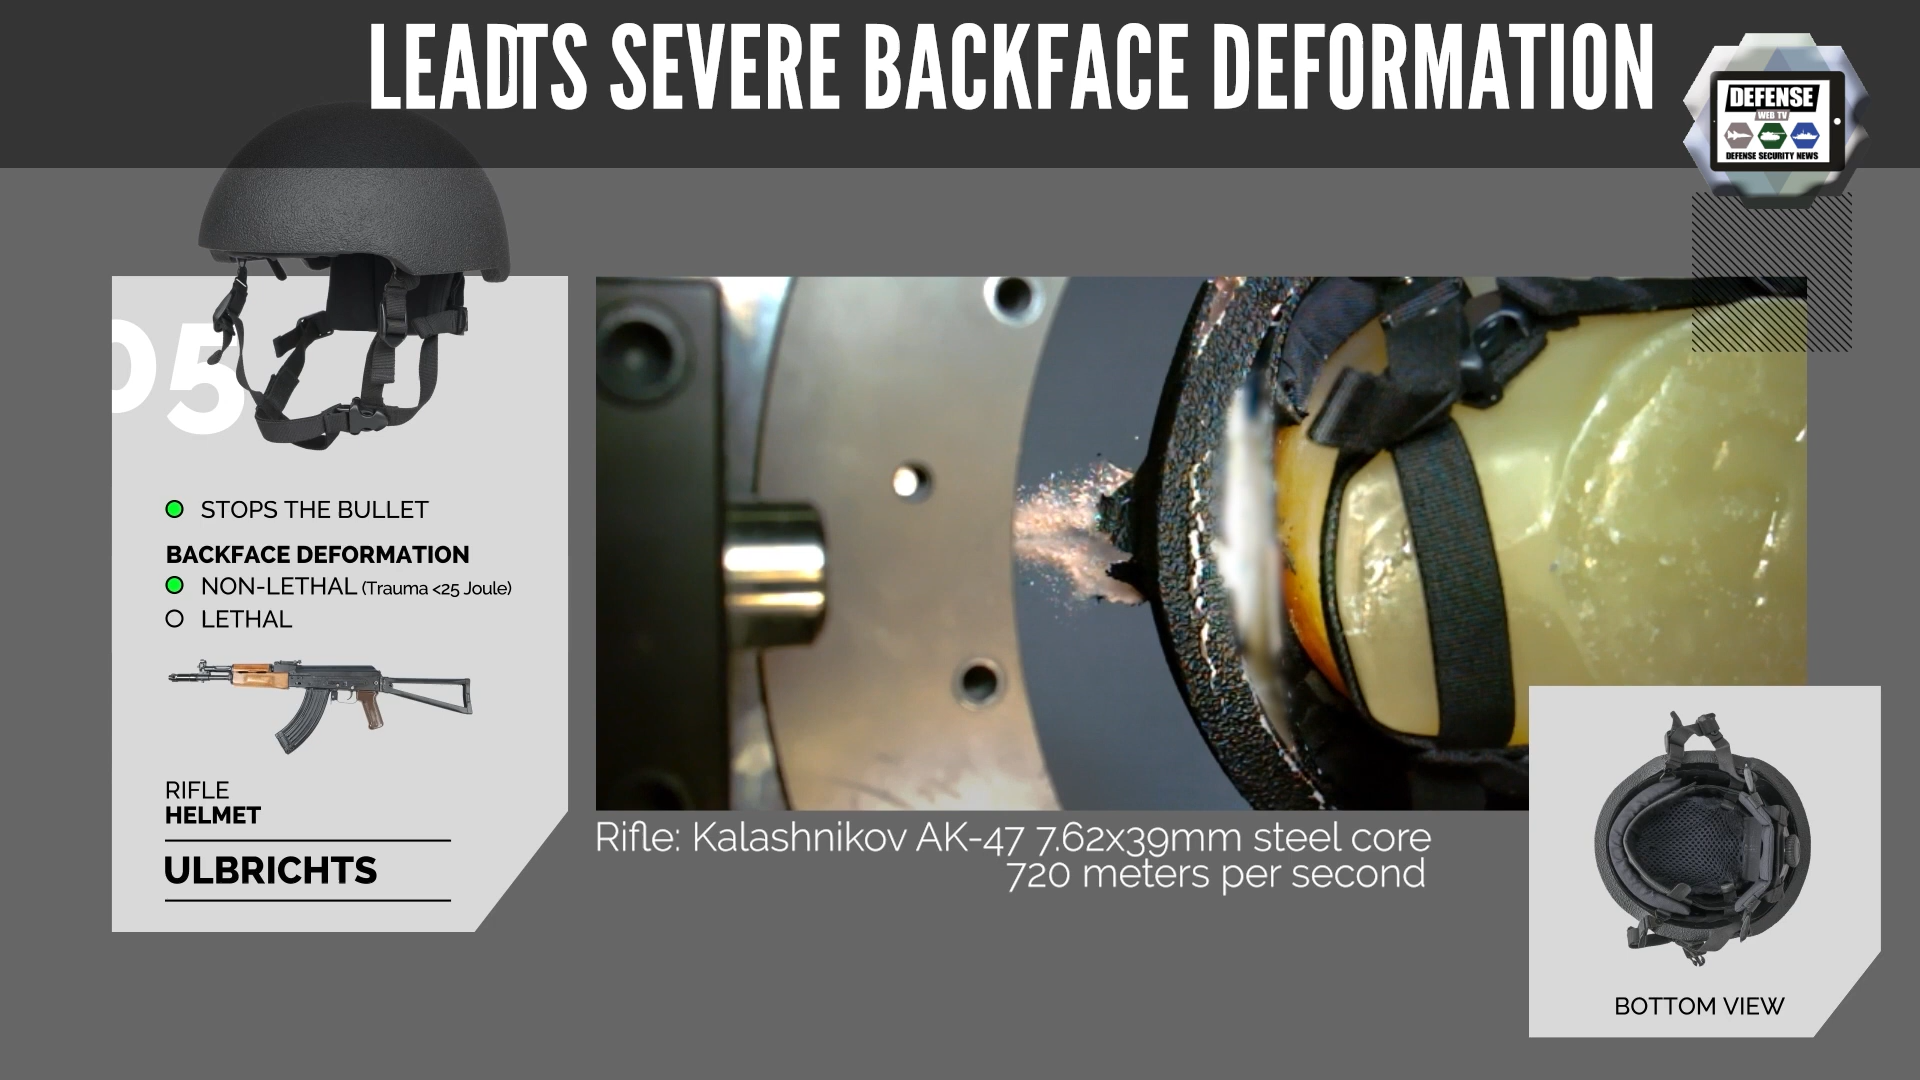 LEADTS SEVERE BACKFACE DEFORMATION
DEFENSE
WEB TV
DEFENSE SECURITY NEWS
05
STOPS THE BULLET
BACKFACE DEFORMATION
NON-LETHAL (Trauma <25 Joule)
LETHAL
RIFLE
HELMET
ULBRICHTS
Rifle: Kalashnikov AK-47 7.62x39mm steel core
720 meters per second
BOTTOM VIEW